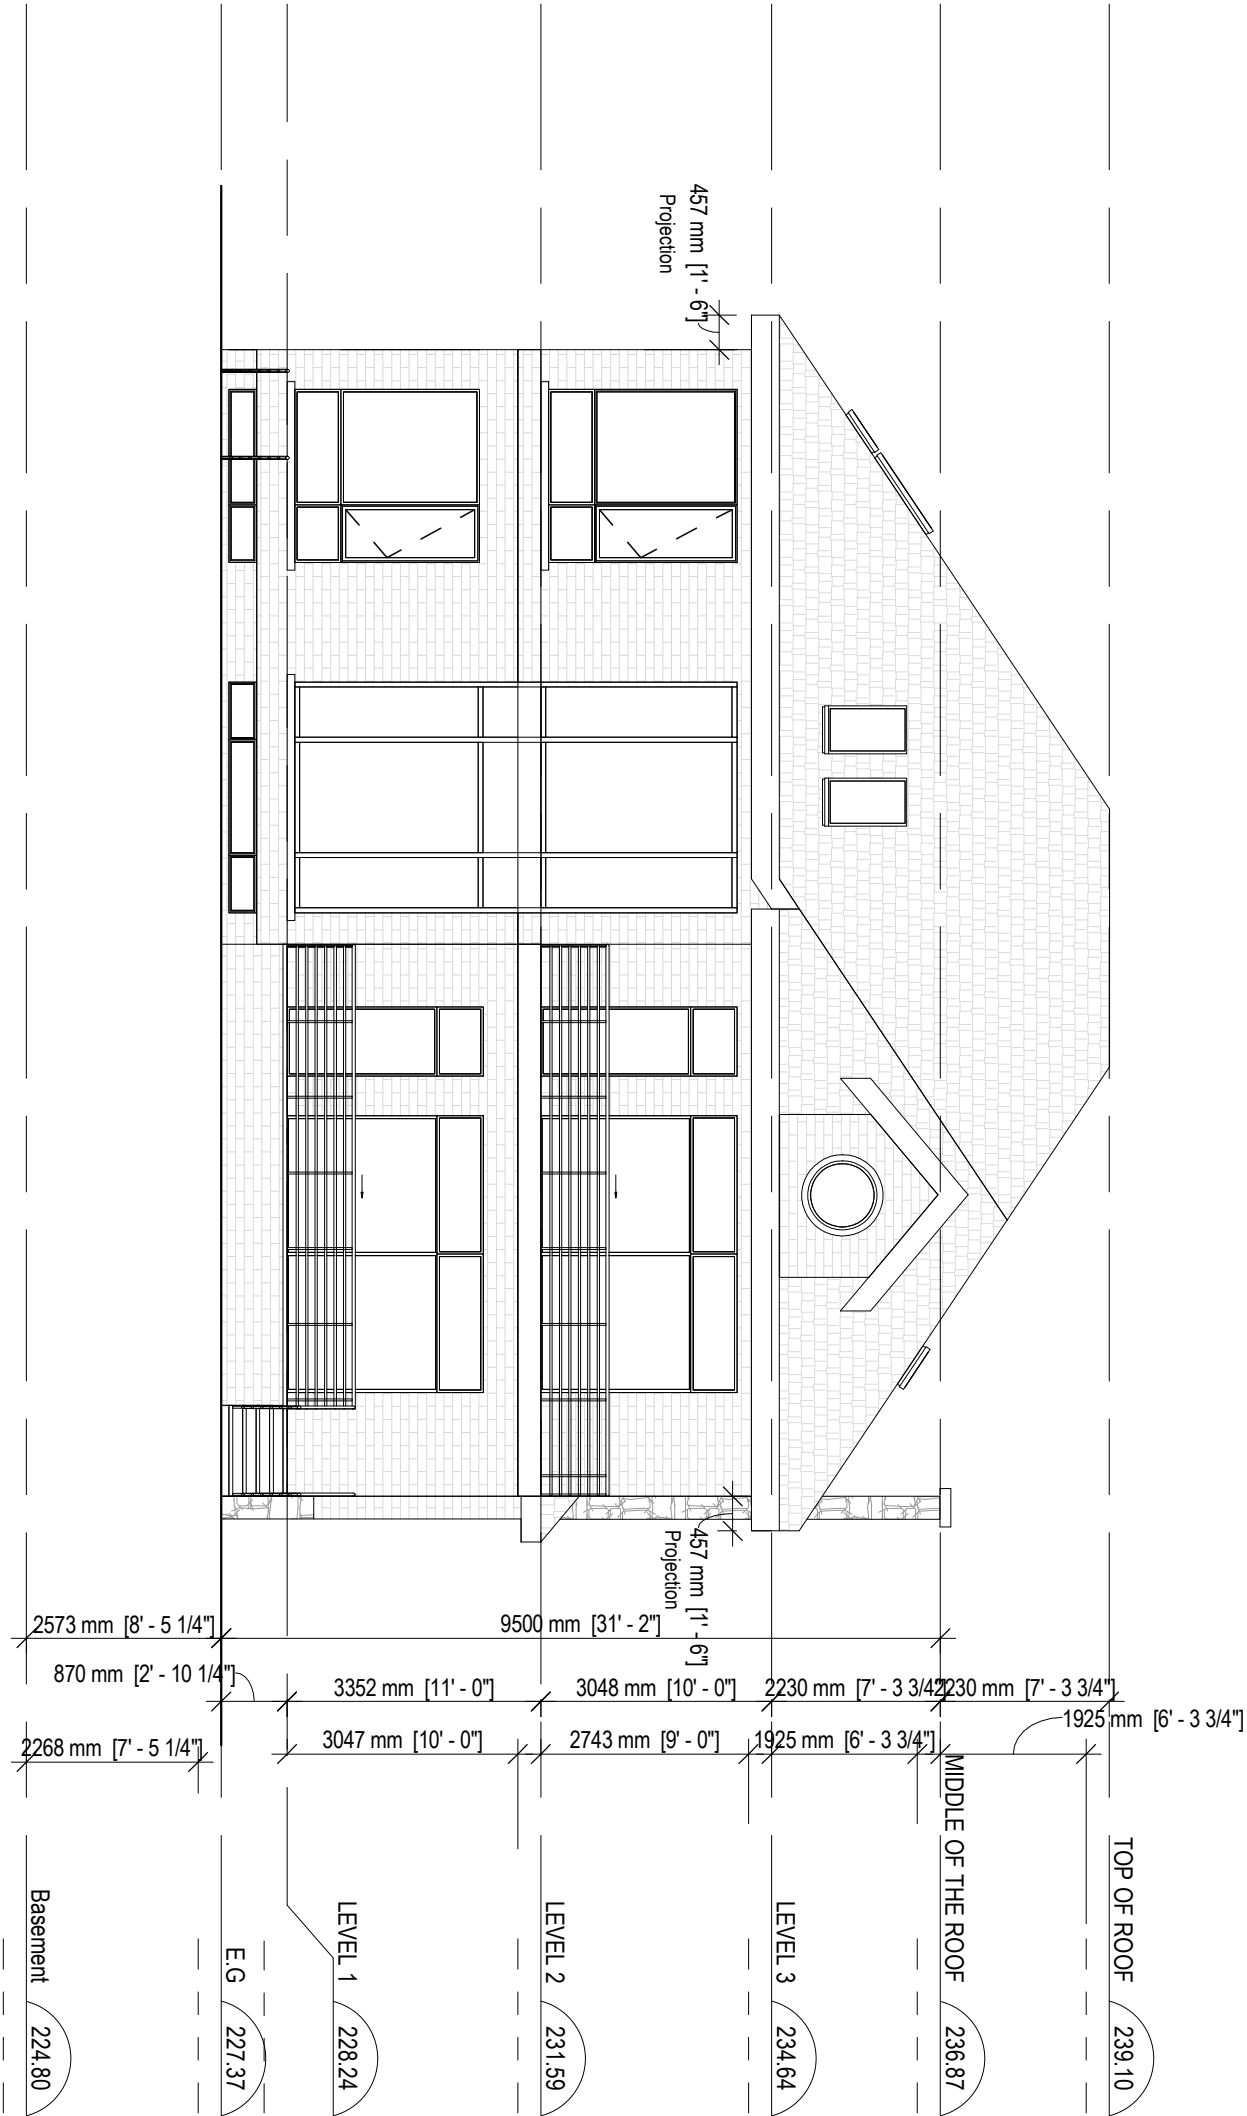 457 mm [1' - 6"]
Projection
457 mm [1' - 6"]
Projection
2573 mm [8' - 5 1/4"]
9500 mm [31' - 2"]
870 mm [2' - 10 1/4"]
3352 mm [11' - 0"]
3048 mm [10' - 0"]
2230 mm [7' - 3 3/4"]
2230 mm [7' - 3 3/4"]
1925 mm [6' - 3 3/4"]
2268 mm [7' - 5 1/4"]
3047 mm [10' - 0"]
2743 mm [9' - 0"]
1925 mm [6' - 3 3/4"]
TOP OF ROOF
239.10
MIDDLE OF THE ROOF
236.87
LEVEL 3
234.64
LEVEL 2
231.59
LEVEL 1
228.24
E.G
227.37
Basement
224.80